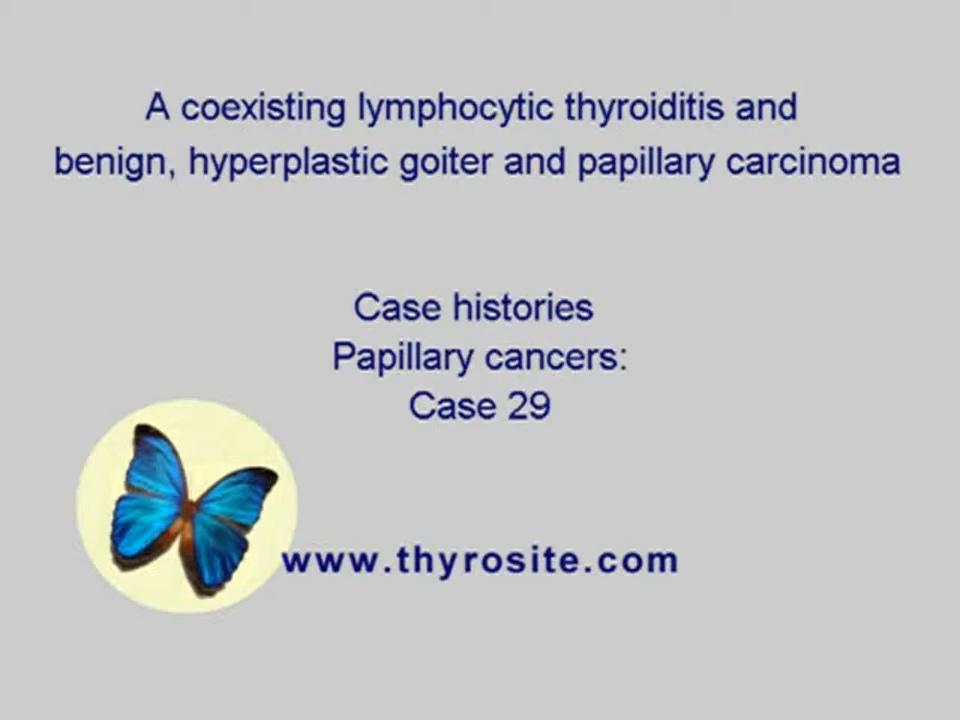 A coexisting lymphocytic thyroiditis and
benign, hyperplastic goiter and papillary carcinoma
Case histories
Papillary cancers:
Case 29
www.thyrosite.com